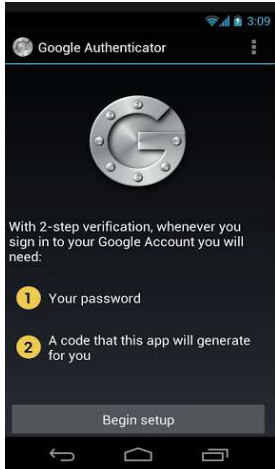 3:09
Google Authenticator
With 2-step verification, whenever you
sign in to your Google Account you will
need:
1 Your password
2 A code that this app will generate
for you
Begin setup